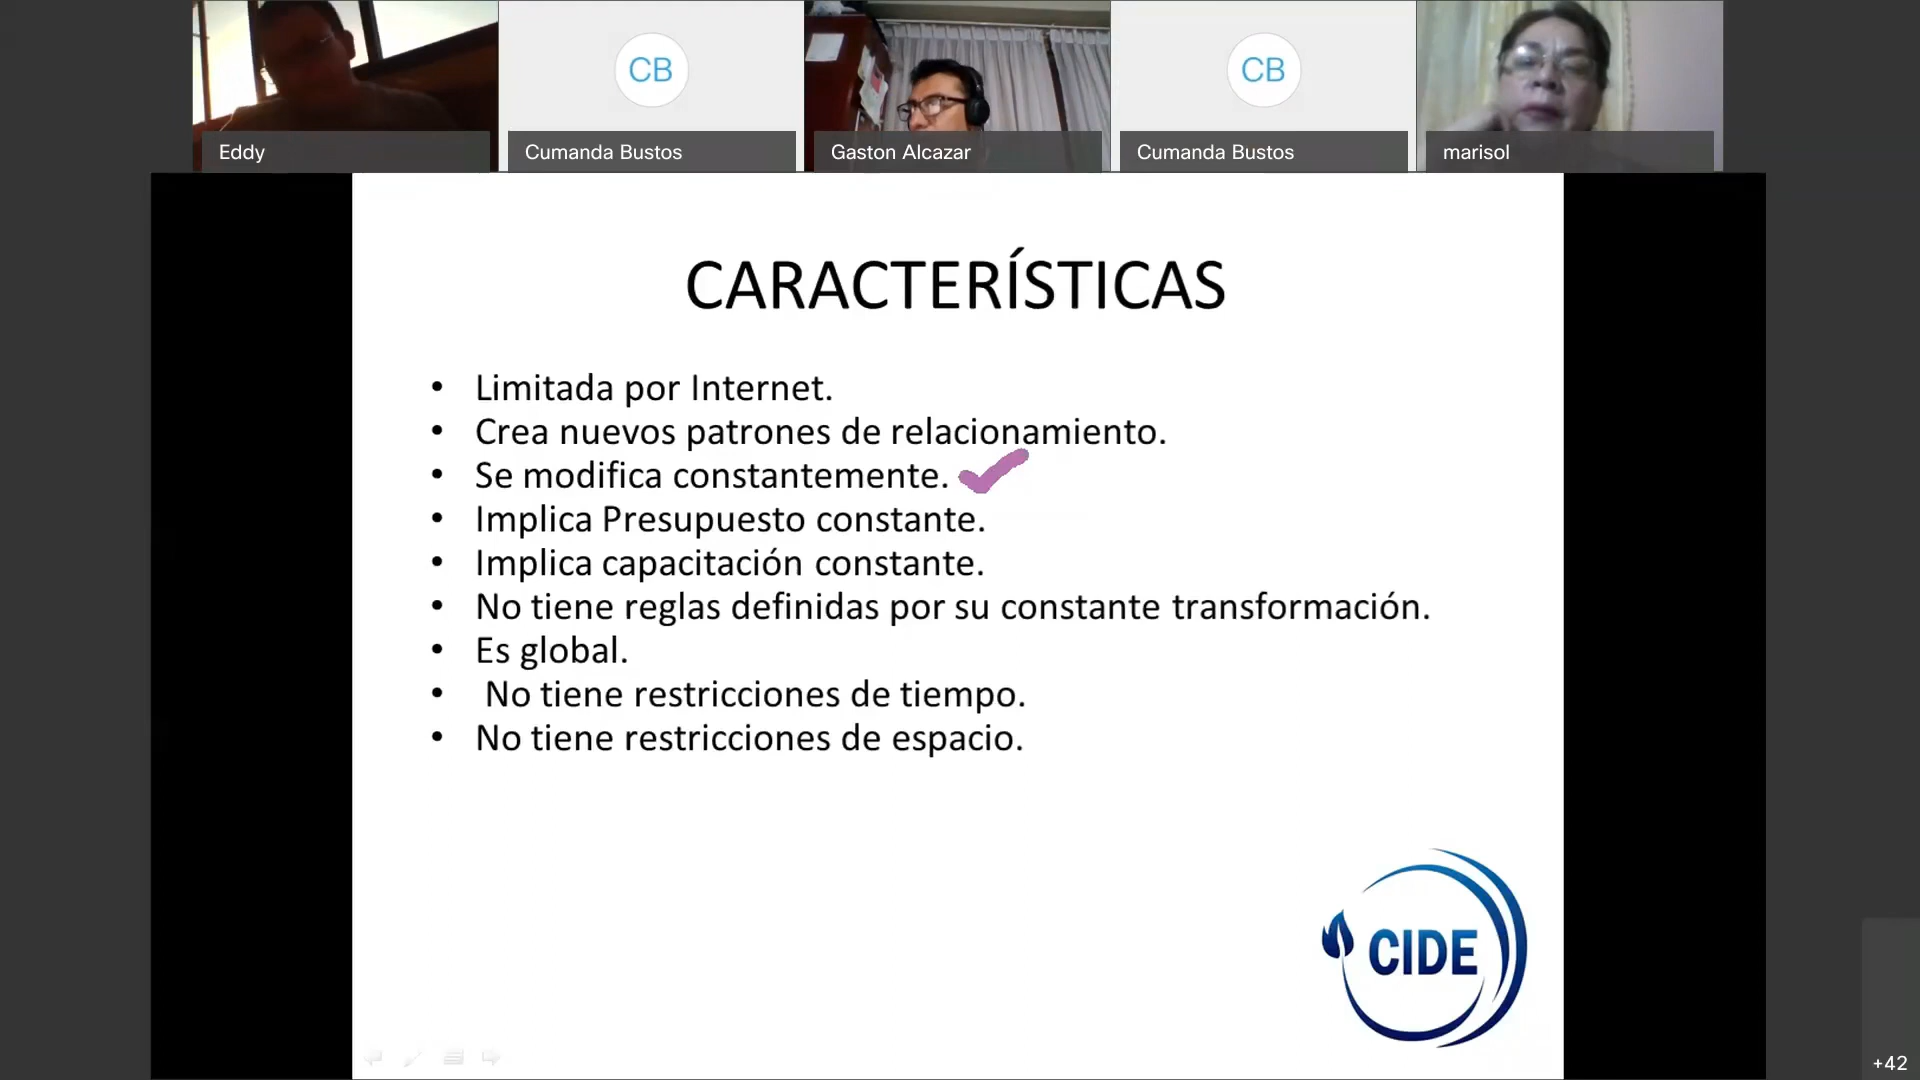 CB
CB
Eddy
Cumanda Bustos
Gaston Alcazar
Cumanda Bustos
marisol
CARACTERÍSTICAS
• Limitada por Internet.
• Crea nuevos patrones de relacionamiento.
• Se modifica constantemente.
• Implica Presupuesto constante.
• Implica capacitación constante.
• No tiene reglas definidas por su constante transformación.
• Es global.
• No tiene restricciones de tiempo.
• No tiene restricciones de espacio.
CIDE
+42